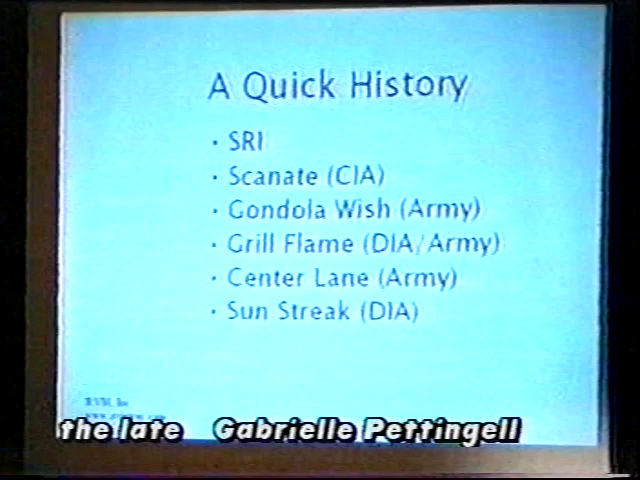 A Quick History
· SRI
· Scanate (CIA)
· Gondola Wish (Army)
· Grill Flame (DIA/Army)
· Center Lane (Army)
· Sun Streak (DIA)
the late Gabrielle Pettingell